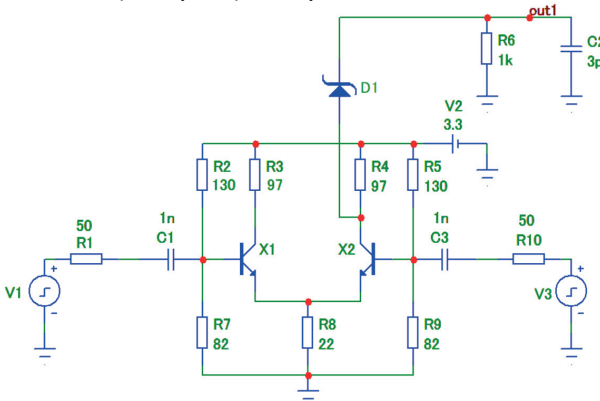 out1
R6
1k
C2
3p
D1
V2
3.3
R2
130
R3
97
R4
97
R5
130
50
R1
1n
C1
X1
X2
1n
C3
50
R10
V1
+
-
V3
+
-
R7
82
R8
22
R9
82